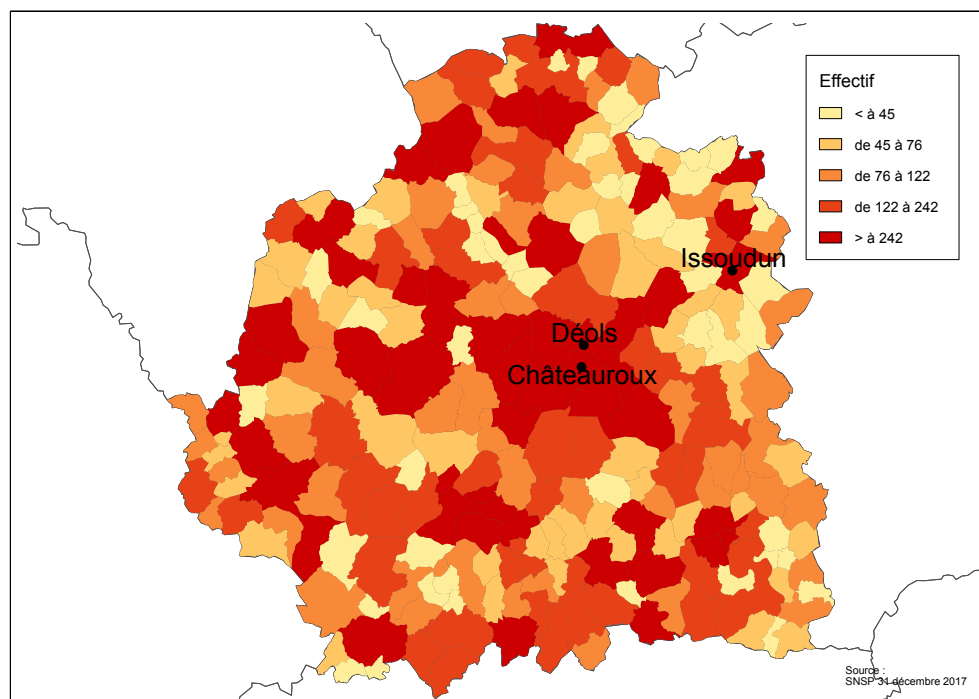 Effectif
< à 45
de 45 à 76
de 76 à 122
de 122 à 242
> à 242
Issoudun
Déols
Châteauroux
Source :
SNSP 31 décembre 2017